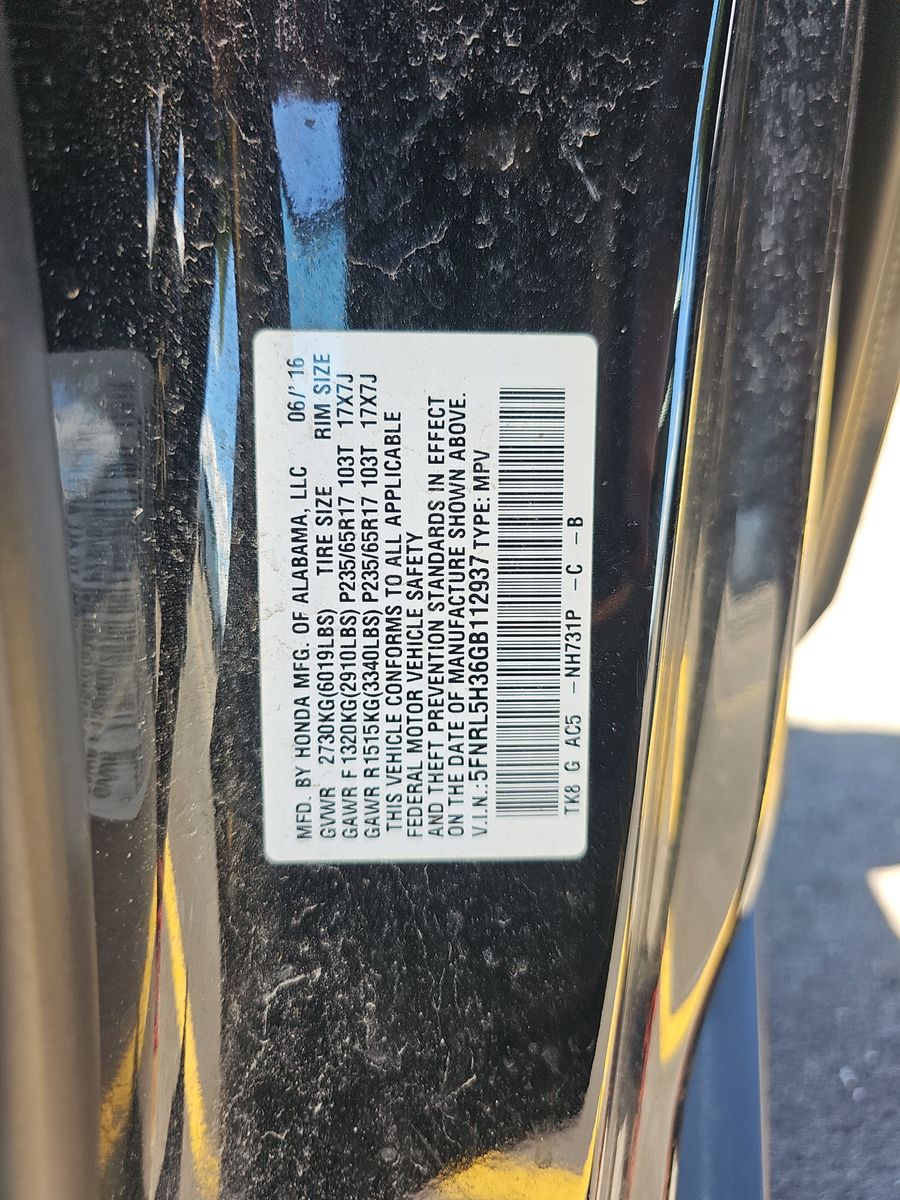 MFD. BY HONDA MFG. OF ALABAMA, LLC 06/' 16
GVWR 2730KG(6019LBS) TIRE SIZE RIM SIZE
GAWR F 1320KG(2910LBS) P235/65R17 103T 17X7J
GAWR R 1515KG(3340LBS) P235/65R17 103T 17X7J
THIS VEHICLE CONFORMS TO ALL APPLICABLE
FEDERAL MOTOR VEHICLE SAFETY
AND THEFT PREVENTION STANDARDS IN EFFECT
ON THE DATE OF MANUFACTURE SHOWN ABOVE.
V.I.N.:5FNRL5H36GB112937 TYPE: MPV
TK8 G AC5 -NH731P -C -B